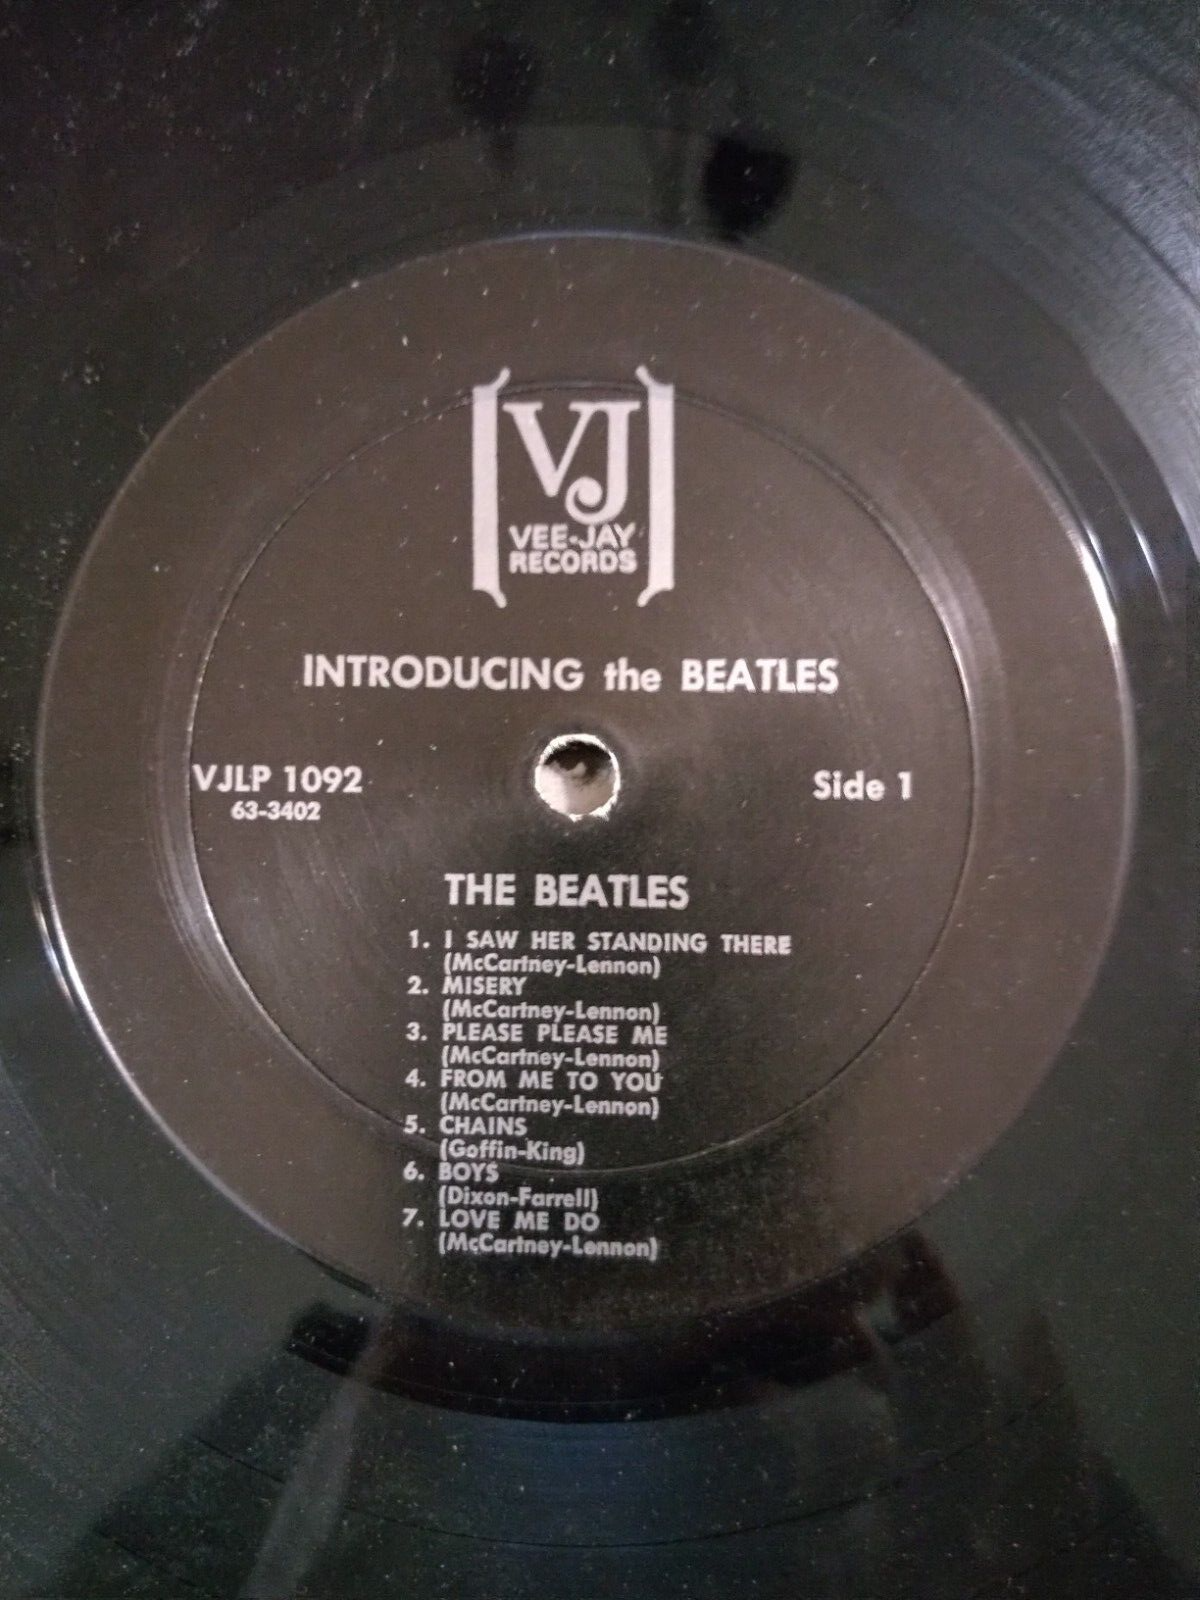 VJ
VEE-JAY
RECORDS
INTRODUCING the BEATLES
VJLP 1092
63-3402
Side 1
THE BEATLES
1. I SAW HER STANDING THERE
(McCartney-Lennon)
2. MISERY
(McCartney-Lennon)
3. PLEASE PLEASE ME
(McCartney-Lennon)
4. FROM ME TO YOU
(McCartney-Lennon)
5. CHAINS
(Goffin-King)
6. BOYS
(Dixon-Farrell)
7. LOVE ME DO
(McCartney-Lennon)